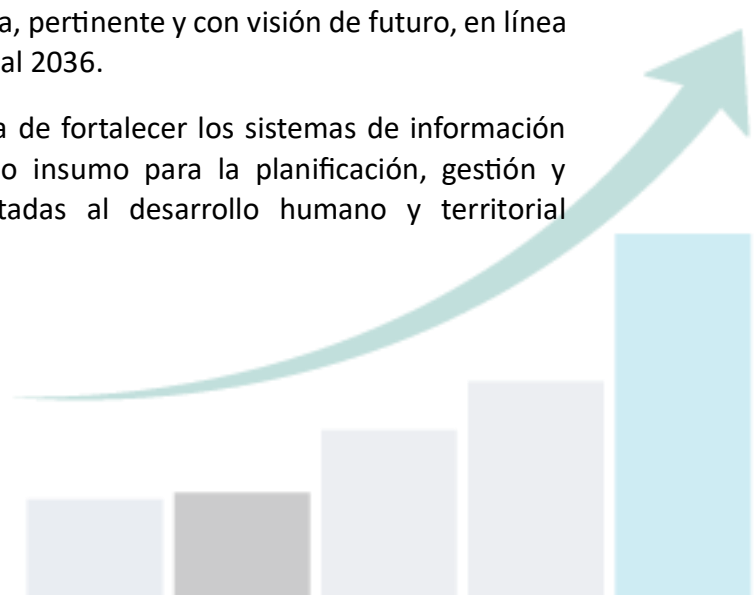 a, pertinente y con visión de futuro, en línea
al 2036.
a de fortalecer los sistemas de información
o insumo para la planificación, gestión y
tadas al desarrollo humano y territorial